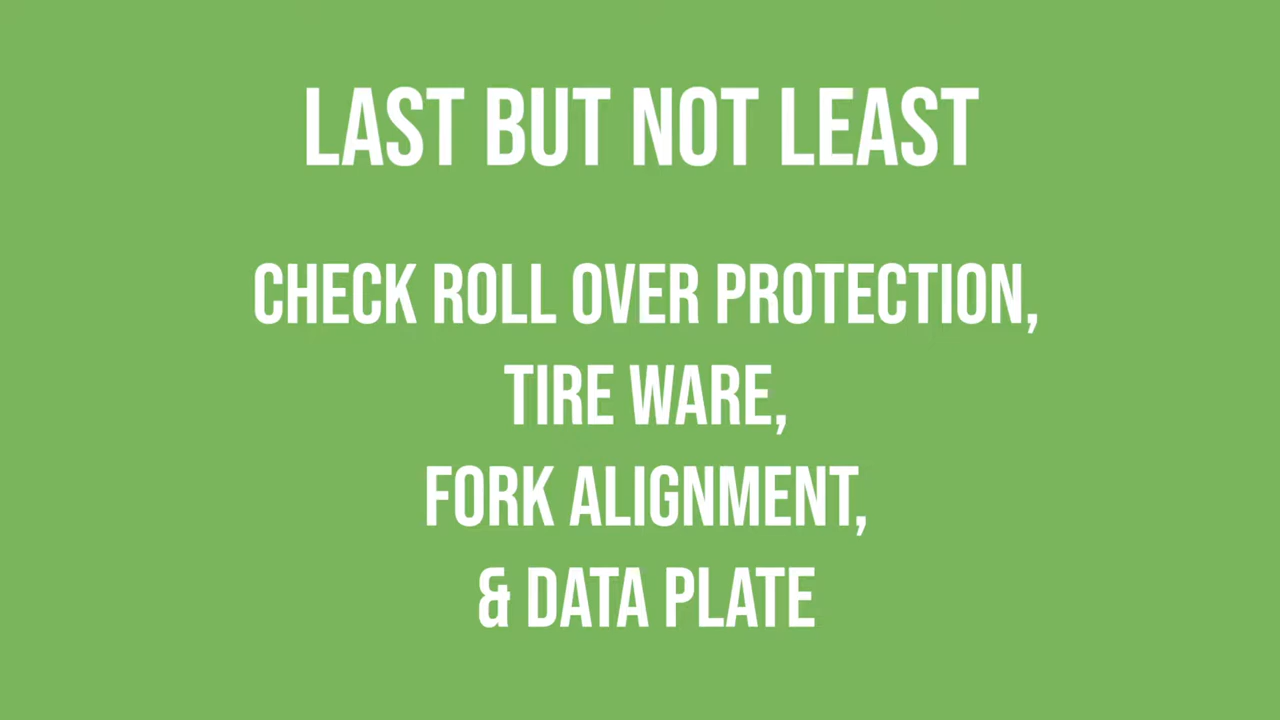 LAST BUT NOT LEAST
CHECK ROLL OVER PROTECTION,
TIRE WARE,
FORK ALIGNMENT,
& DATA PLATE